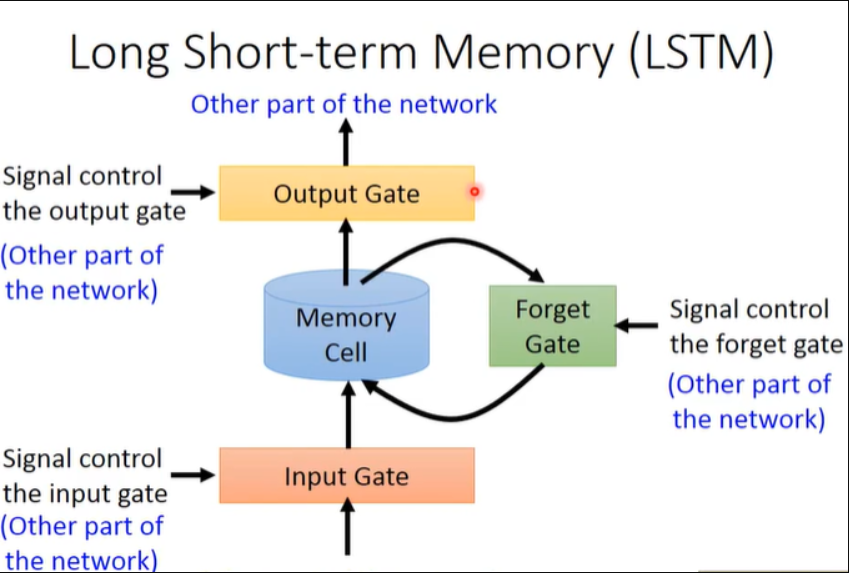 Long Short-term Memory (LSTM)
Other part of the network
Signal control
the output gate
(Other part of
the network)
Output Gate
Memory
Cell
Forget
Gate
Signal control
the forget gate
(Other part of
the network)
Signal control
the input gate
(Other part of
the network)
Input Gate